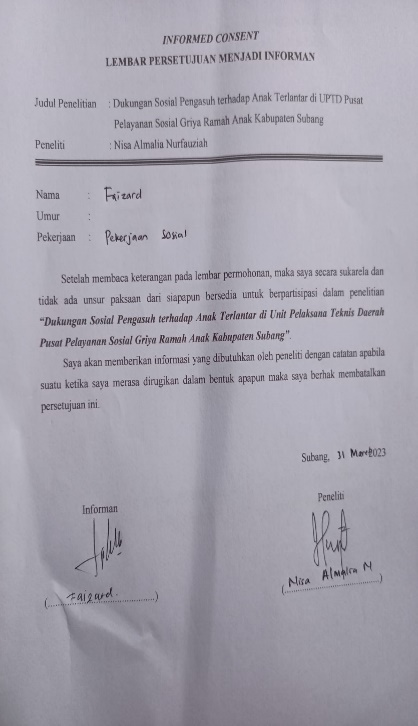 INFORMED CONSENT
LEMBAR PERSETUJUAN MENJADI INFORMAN
Judul Penelitian : Dukungan Sosial Pengasuh terhadap Anak Terlantar di UPTD Pusat
Pelayanan Sosial Griya Ramah Anak Kabupaten Subang
Peneliti : Nisa Almalia Nurfauziah
Nama : Faizard
Umur :
Pekerjaan : Pekerjaan Sosial
Setelah membaca keterangan pada lembar permohonan, maka saya secara sukarela dan
tidak ada unsur paksaan dari siapapun bersedia untuk berpartisipasi dalam penelitian
"Dukungan Sosial Pengasuh terhadap Anak Terlantar di Unit Pelaksana Teknis Daerah
Pusat Pelayanan Sosial Griya Ramah Anak Kabupaten Subang".
Saya akan memberikan informasi yang dibutuhkan oleh peneliti dengan catatan apabila
suatu ketika saya merasa dirugikan dalam bentuk apapun maka saya berhak membatalkan
persetujuan ini.
Subang, 31 Maret 2023
Informan
Peneliti
(Faizard.)
(Nisa Almalia N)